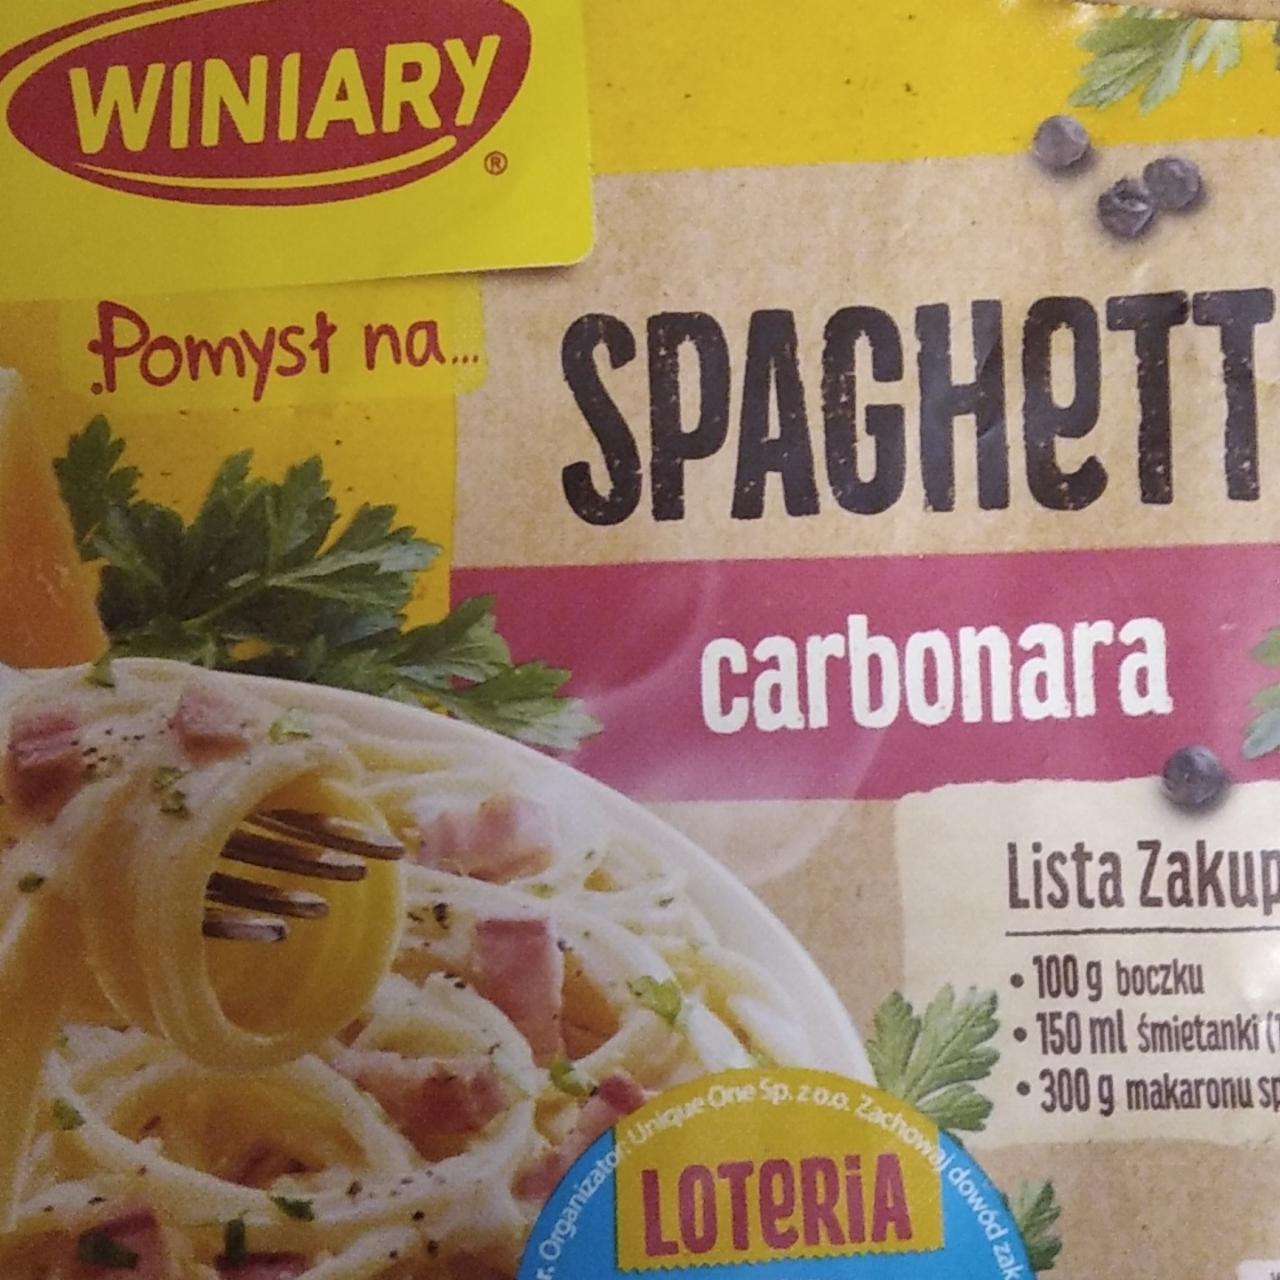 WINIARY®
Pomysł na...
SPAGHETT
carbonara
Lista Zakup
• 100 g boczku
• 150 ml śmietanki (
• 300 g makaronu sp
r. Organizator: Unique One Sp. z o.o. Zachowaj dowód zak
LOTERIA